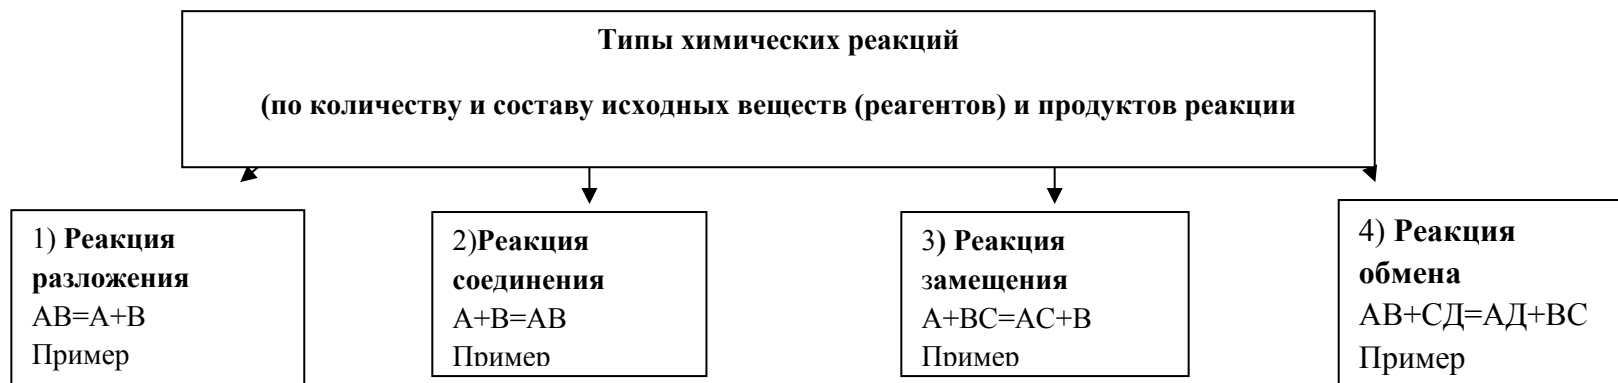 Типы химических реакций
(по количеству и составу исходных веществ (реагентов) и продуктов реакции
1) Реакция
разложения
АВ=А+В
Пример
2)Реакция
соединения
А+В=АВ
Пример
3) Реакция
замещения
А+ВС=АС+В
Пример
4) Реакция
обмена
АВ+СД=АД+ВС
Пример